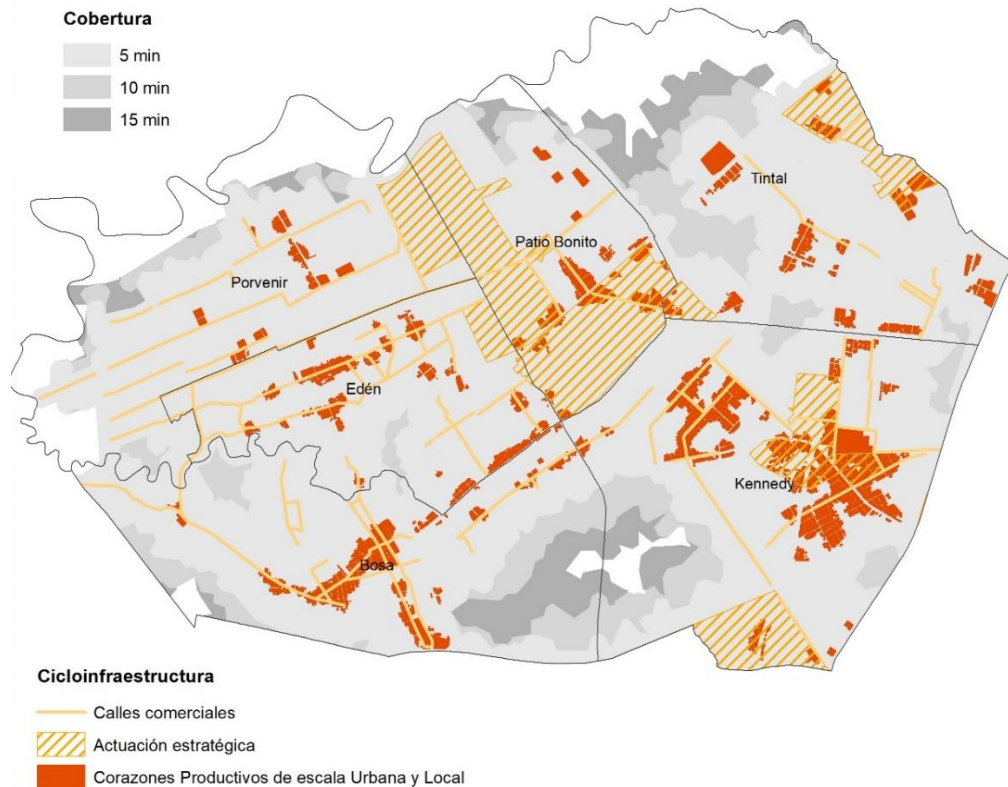 Cobertura
5 min
10 min
15 min
Tintal
Patio Bonito
Porvenir
Edén
Kennedy
Bosa
Cicloinfraestructura
Calles comerciales
Actuación estratégica
Corazones Productivos de escala Urbana y Local